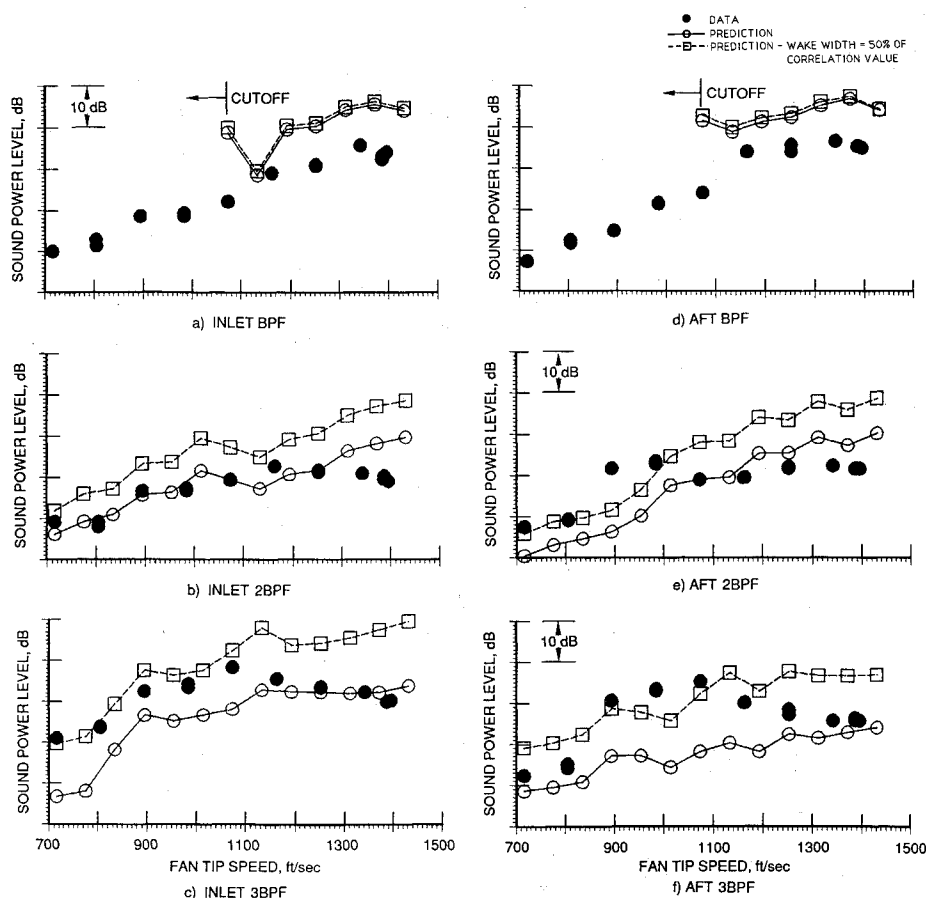 DATA
PREDICTION
PREDICTION - WAKE WIDTH = 50% OF
CORRELATION VALUE
SOUND POWER LEVEL, dB
10 dB
CUTOFF
a) INLET BPF
SOUND POWER LEVEL, dB
10 dB
CUTOFF
d) AFT BPF
SOUND POWER LEVEL, dB
b) INLET 2BPF
SOUND POWER LEVEL, dB
10 dB
e) AFT 2BPF
SOUND POWER LEVEL, dB
700 900 1100 1300 1500
FAN TIP SPEED, ft/sec
c) INLET 3BPF
SOUND POWER LEVEL, dB
10 dB
700 900 1100 1300 1500
FAN TIP SPEED, ft/sec
f) AFT 3BPF